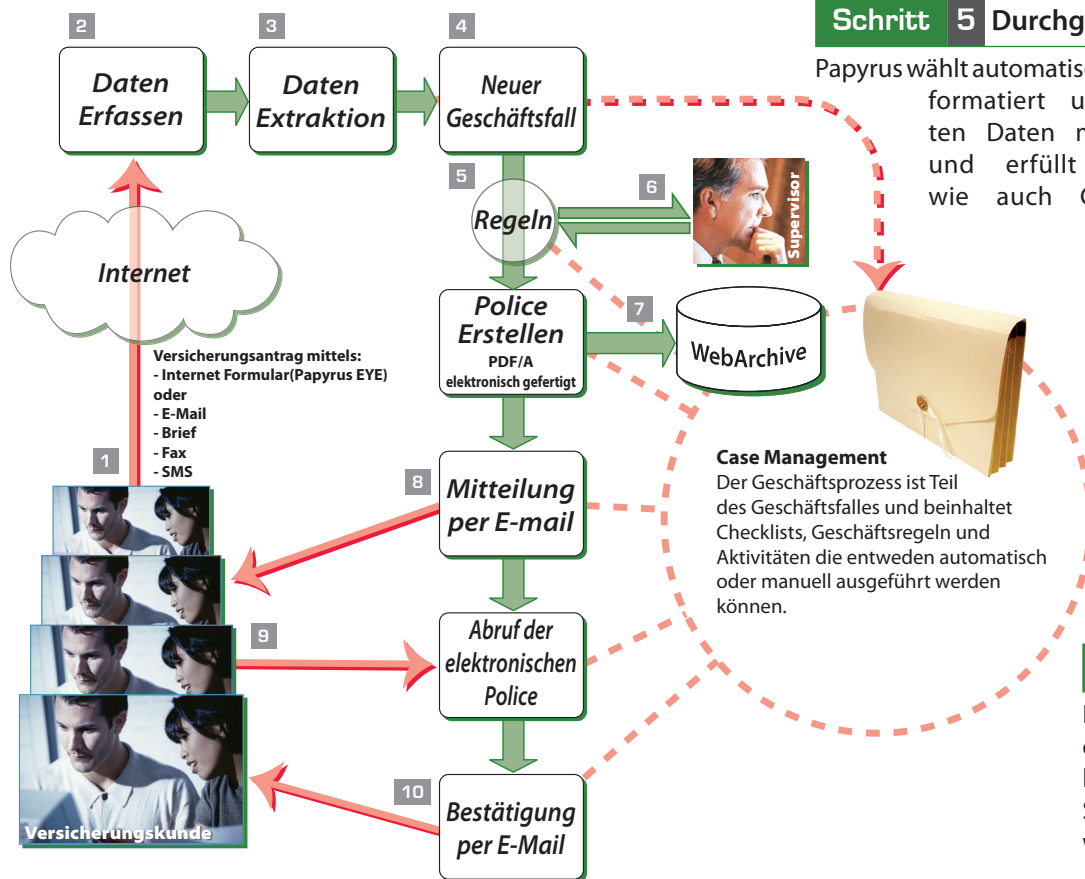 2
3
4
Daten
Erfassen
Daten
Extraktion
Neuer
Geschäftsfall
Schritt 5
Papyrus wählt
formatiert
ten Daten
und erfüllt
wie auch
5
Regeln
6
Supervisor
Internet
Police
Erstellen
PDF/A
elektronisch gefertigt
7
WebArchive
Versicherungsantrag mittels:
- Internet Formular(Papyrus EYE)
oder
- E-Mail
- Brief
- Fax
- SMS
1
8
Mitteilung
per E-mail
Case Management
Der Geschäftsprozess ist Teil
des Geschäftsfalles und beinhaltet
Checklists, Geschäftsregeln und
Aktivitäten die entweden automatisch
oder manuell ausgeführt werden
können.
9
Abruf der
elektronischen
Police
10
Bestätigung
per E-Mail
Versicherungskunde